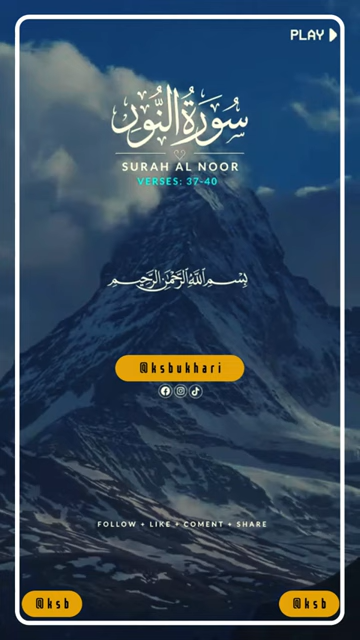 PLAY
سُورَةُ النُّور
SURAH AL NOOR
VERSES: 37-40
بِسْمِ اللَّهِ الرَّحْمَٰنِ الرَّحِيمِ
@ksbukhari
FOLLOW + LIKE + COMENT + SHARE
@ksb @ksb